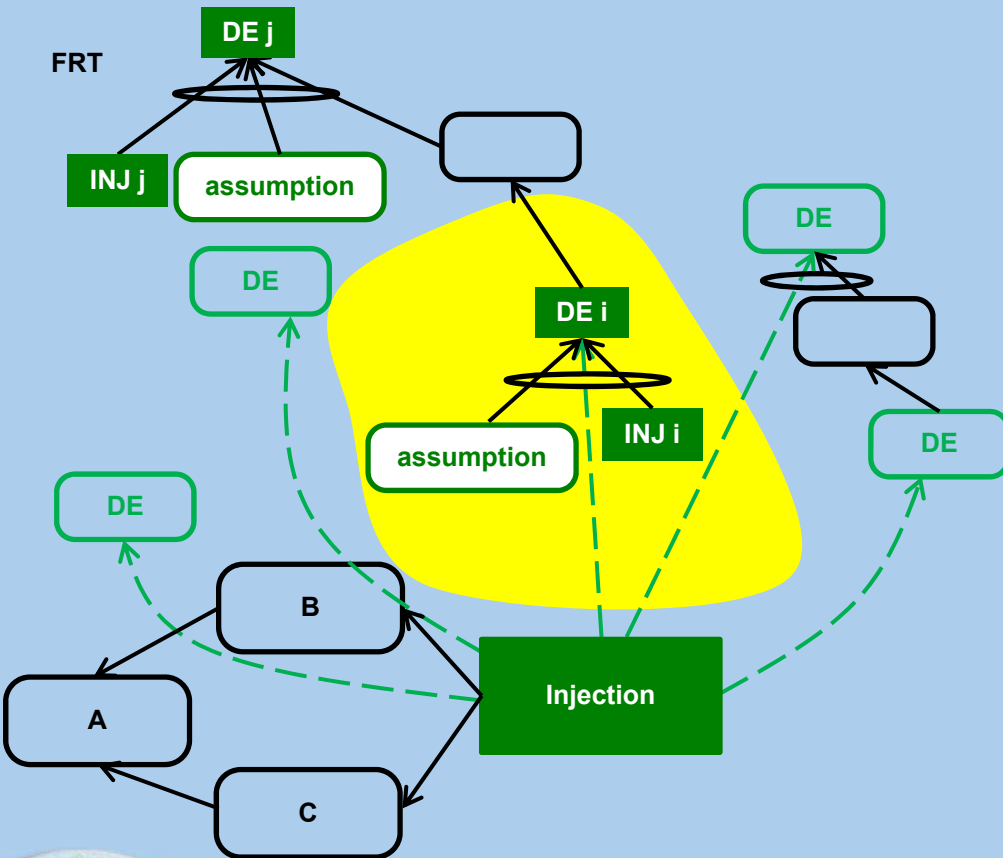 DE j
FRT
INJ j
assumption
DE
DE
DE i
INJ i
DE
assumption
DE
B
Injection
A
C